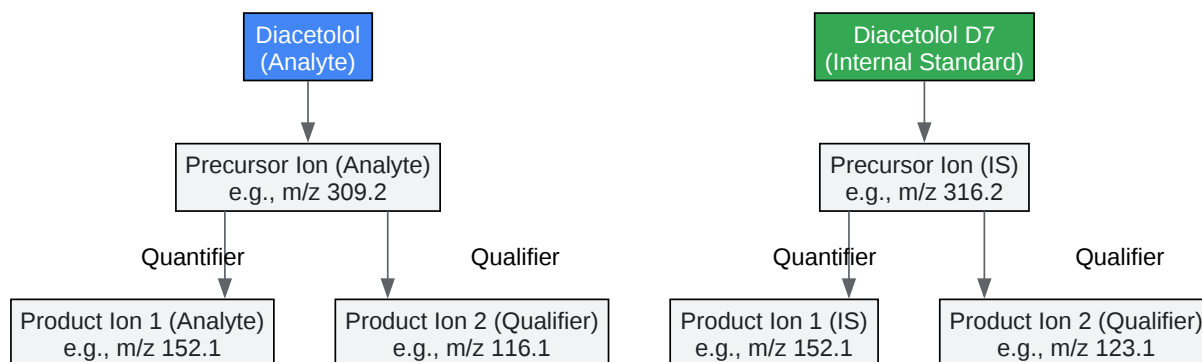 Diacetolol
(Analyte)
Diacetolol D7
(Internal Standard)
Precursor Ion (Analyte)
e.g., m/z 309.2
Precursor Ion (IS)
e.g., m/z 316.2
Quantifier
Qualifier
Quantifier
Qualifier
Product Ion 1 (Analyte)
e.g., m/z 152.1
Product Ion 2 (Qualifier)
e.g., m/z 116.1
Product Ion 1 (IS)
e.g., m/z 152.1
Product Ion 2 (Qualifier)
e.g., m/z 123.1